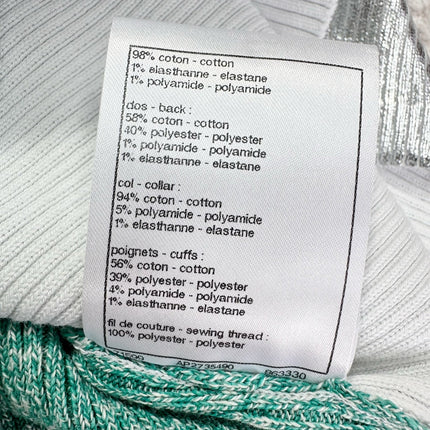 98% coton - cotton
1% elasthanne - elastane
1% polyamide - polyamide
dos - back :
58% coton - cotton
40% polyester - polyester
1% polyamide - polyamide
1% elasthanne - elastane
col - collar :
94% coton - cotton
5% polyamide - polyamide
1% elasthanne - elastane
poignets - cuffs :
56% coton - cotton
39% polyester - polyester
4% polyamide - polyamide
1% elasthanne - elastane
fil de couture - sewing thread :
100% polyester - polyester
AP2735490